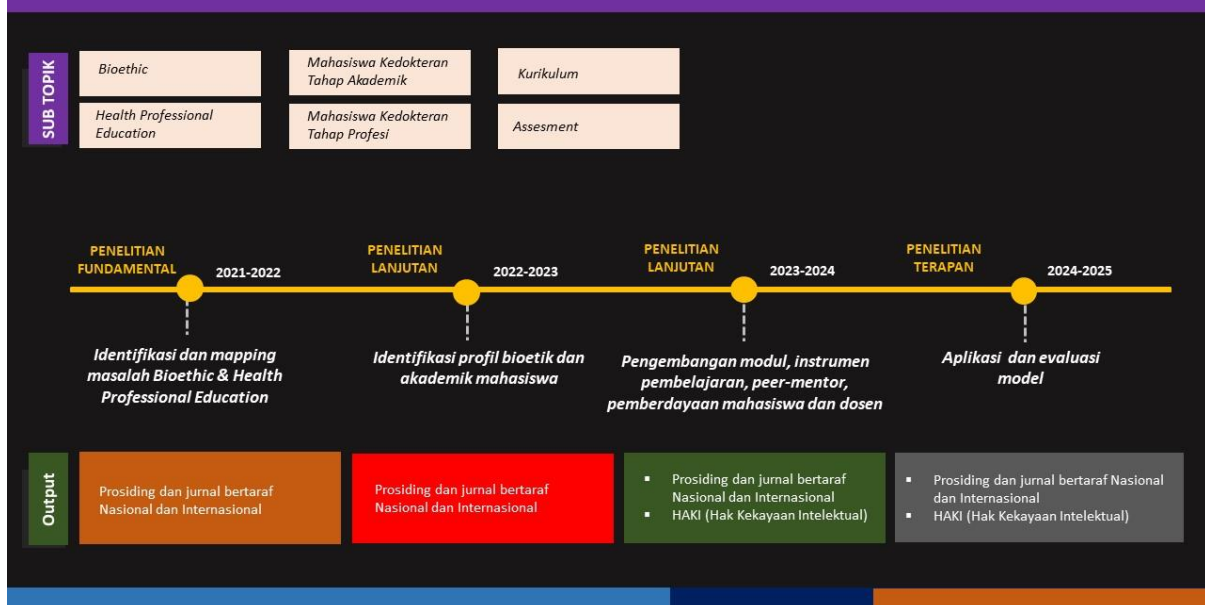 SUB TOPIK
Bioethic
Health Professional
Education
Mahasiswa Kedokteran
Tahap Akademik
Mahasiswa Kedokteran
Tahap Profesi
Kurikulum
Assesment
PENELITIAN
FUNDAMENTAL
2021-2022
Identifikasi dan mapping
masalah Bioethic & Health
Professional Education
PENELITIAN
LANJUTAN
2022-2023
Identifikasi profil bioetik dan
akademik mahasiswa
PENELITIAN
LANJUTAN
2023-2024
Pengembangan modul, instrumen
pembelajaran, peer-mentor,
pemberdayaan mahasiswa dan dosen
PENELITIAN
TERAPAN
2024-2025
Aplikasi dan evaluasi
model
Output
Prosiding dan jurnal bertaraf
Nasional dan Internasional
Prosiding dan jurnal bertaraf
Nasional dan Internasional
▪ Prosiding dan jurnal bertaraf
Nasional dan Internasional
▪ HAKI (Hak Kekayaan Intelektual)
▪ Prosiding dan jurnal bertaraf Nasional
dan Internasional
▪ HAKI (Hak Kekayaan Intelektual)